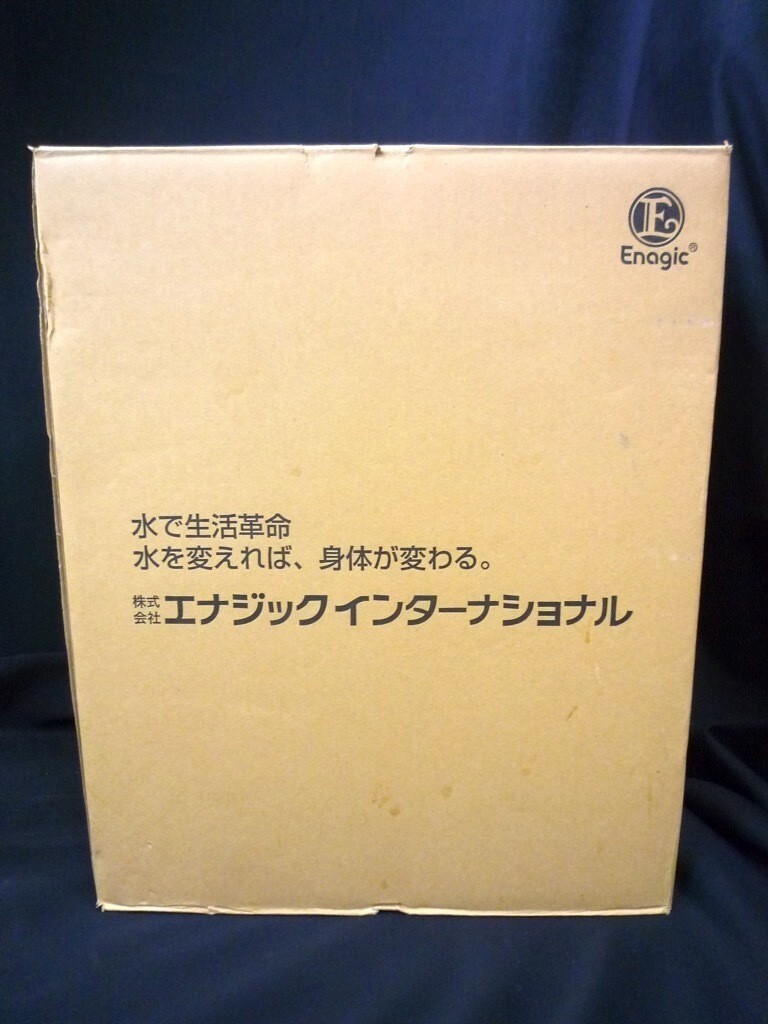 E
Enagic®
水で生活革命
水を変えれば、身体が変わる。
株式会社エナジックインターナショナル